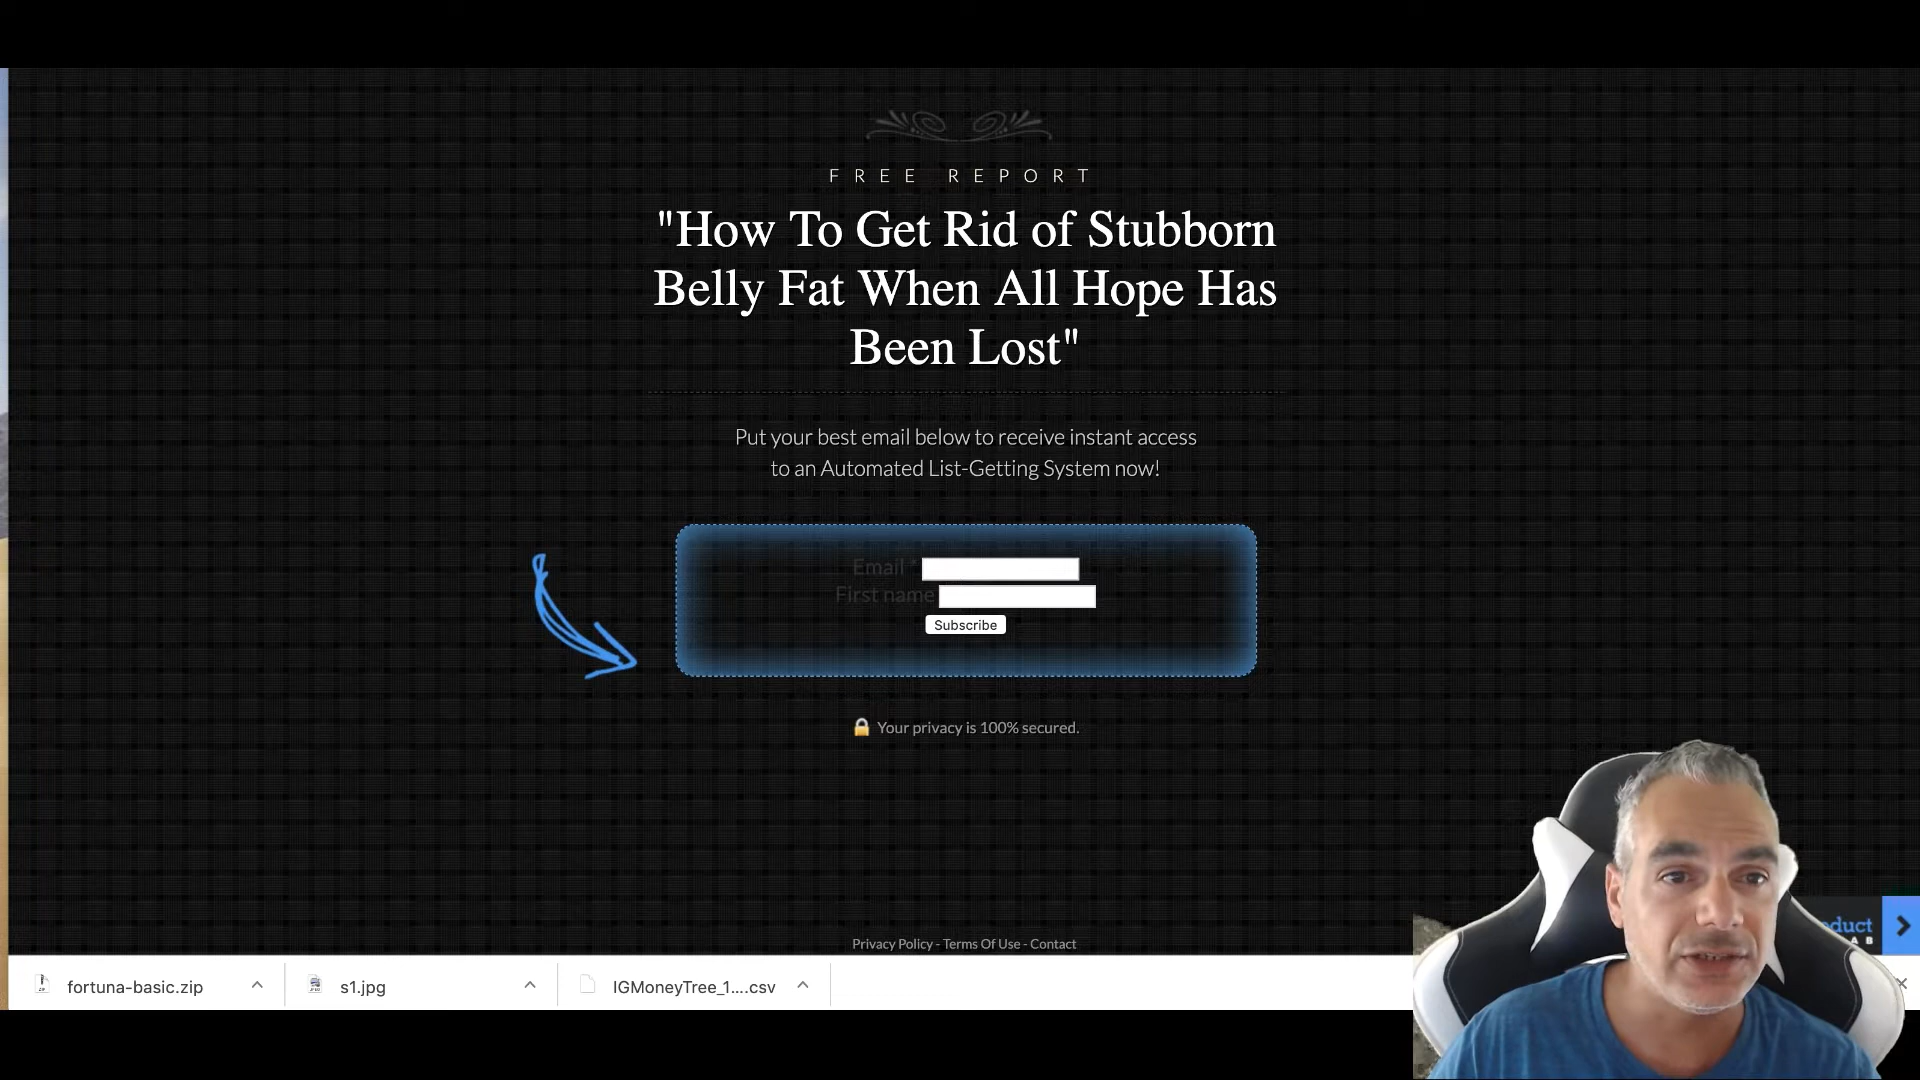 FREE REPORT
"How To Get Rid of Stubborn
Belly Fat When All Hope Has
Been Lost"
Put your best email below to receive instant access
to an Automated List-Getting System now!
Email *
First name
Subscribe
Your privacy is 100% secured.
Privacy Policy - Terms Of Use - Contact
fortuna-basic.zip
s1.jpg
IGMoneyTree_1....csv